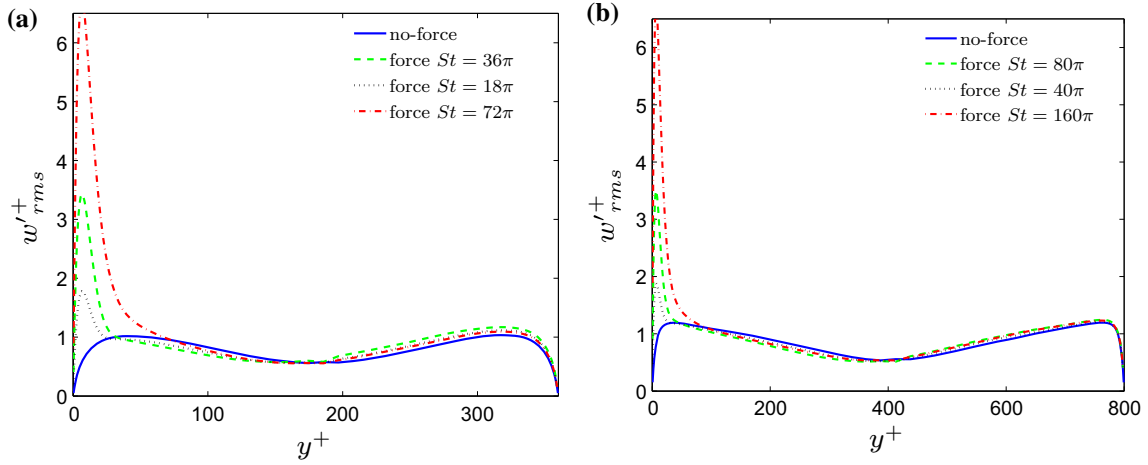 (a)
6
5
4
3
2
1
0
0 100 200 300
w′⁺rms
y⁺
no-force
force St = 36π
force St = 18π
force St = 72π
(b)
6
5
4
3
2
1
0
0 200 400 600 800
w′⁺rms
y⁺
no-force
force St = 80π
force St = 40π
force St = 160π